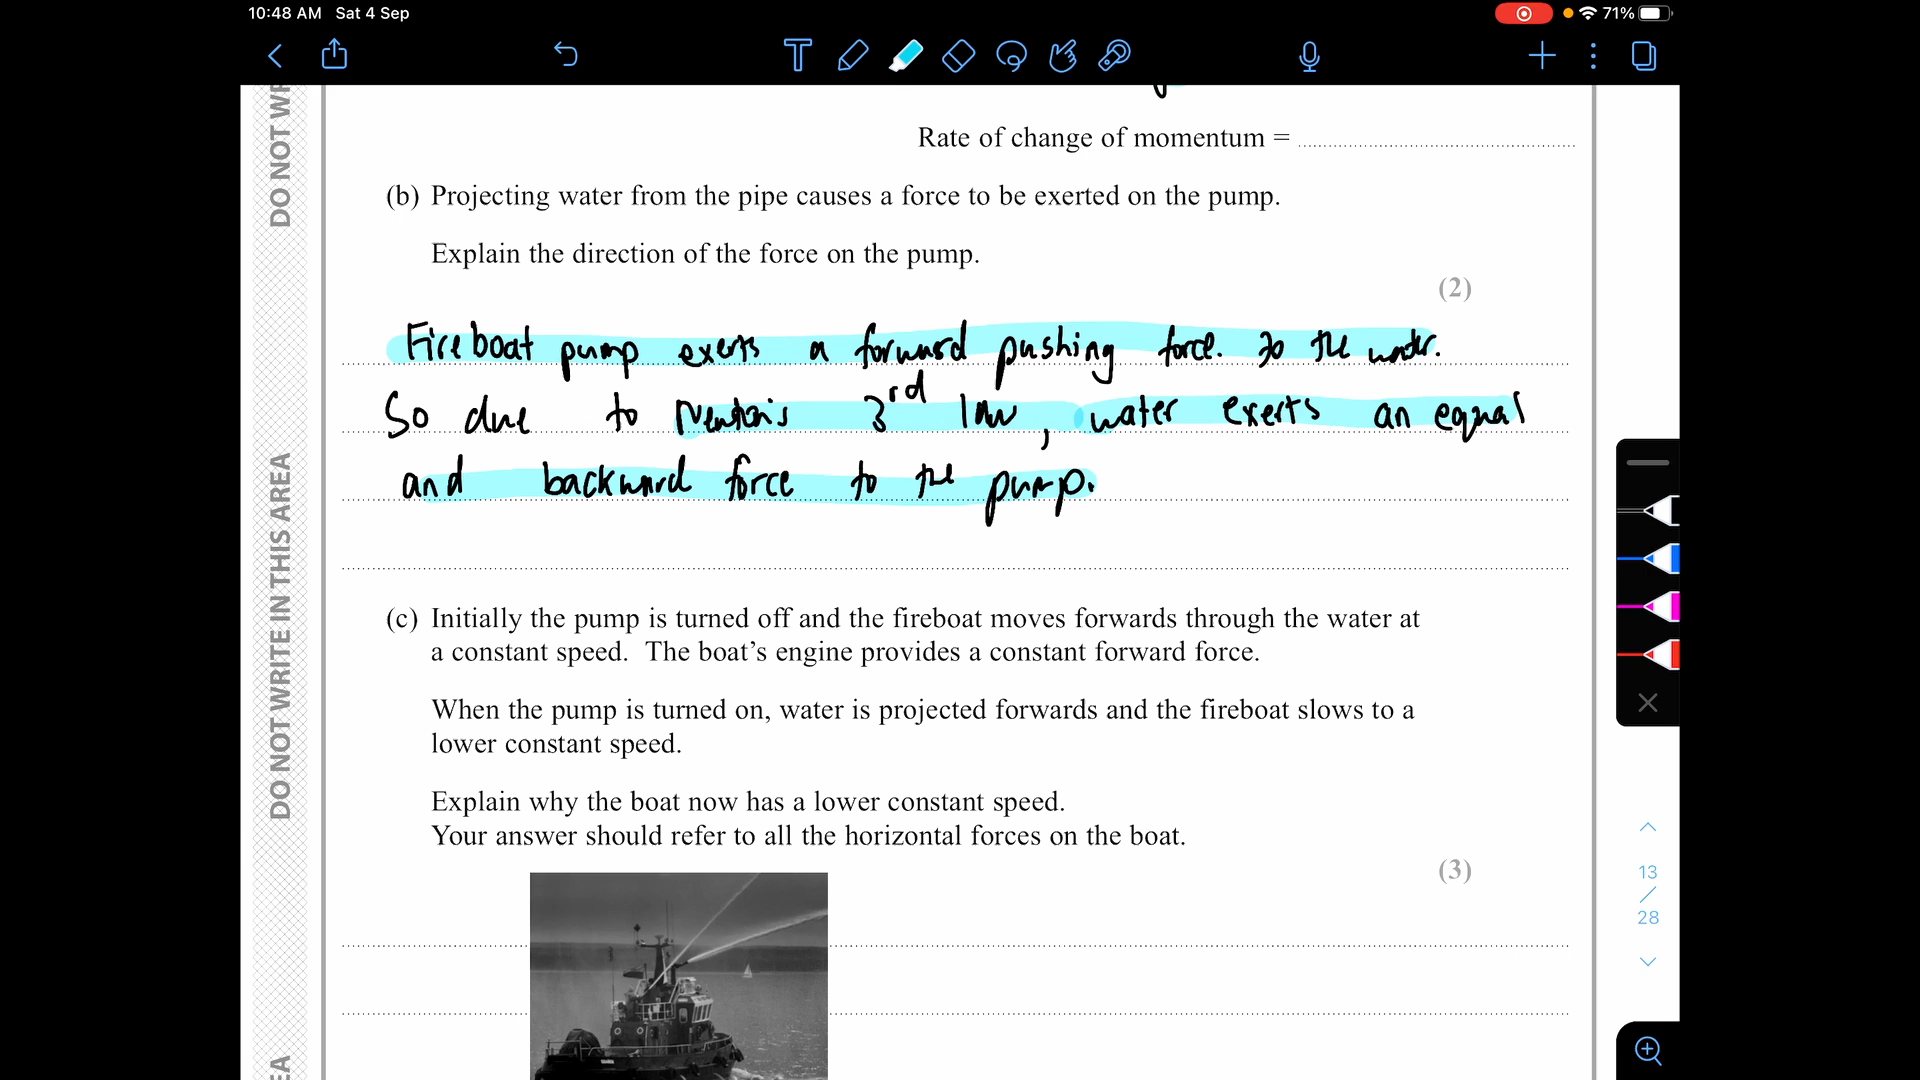 10:48 AM Sat 4 Sep
71%
DO NOT WR
Rate of change of momentum =
(b) Projecting water from the pipe causes a force to be exerted on the pump.
Explain the direction of the force on the pump.
(2)
Fireboat pump exerts a forward pushing force. to the water.
So due to Newton's 3rd law, water exerts an equal
and backward force to the pump.
DO NOT WRITE IN THIS AREA
(c) Initially the pump is turned off and the fireboat moves forwards through the water at
a constant speed. The boat's engine provides a constant forward force.
When the pump is turned on, water is projected forwards and the fireboat slows to a
lower constant speed.
Explain why the boat now has a lower constant speed.
Your answer should refer to all the horizontal forces on the boat.
(3)
13
/
28
EA